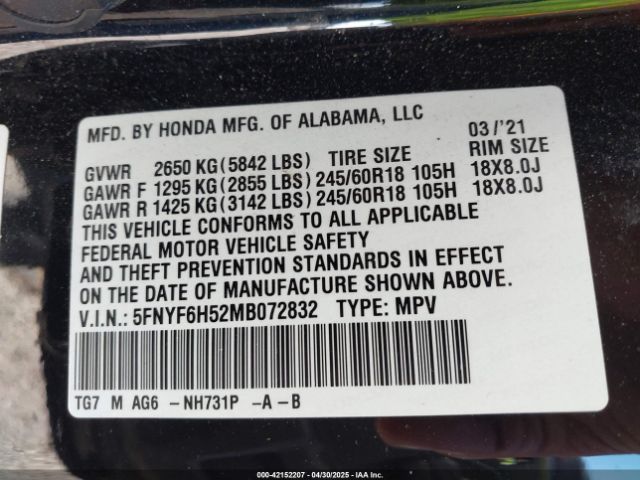 MFD. BY HONDA MFG. OF ALABAMA, LLC 03/'21
GVWR 2650 KG (5842 LBS) TIRE SIZE RIM SIZE
GAWR F 1295 KG (2855 LBS) 245/60R18 105H 18X8.0J
GAWR R 1425 KG (3142 LBS) 245/60R18 105H 18X8.0J
THIS VEHICLE CONFORMS TO ALL APPLICABLE
FEDERAL MOTOR VEHICLE SAFETY
AND THEFT PREVENTION STANDARDS IN EFFECT
ON THE DATE OF MANUFACTURE SHOWN ABOVE.
V.I.N.: 5FNYF6H52MB072832 TYPE: MPV
TG7 M AG6 -NH731P -A-B
000-42152207 - 04/30/2025 - IAA Inc.